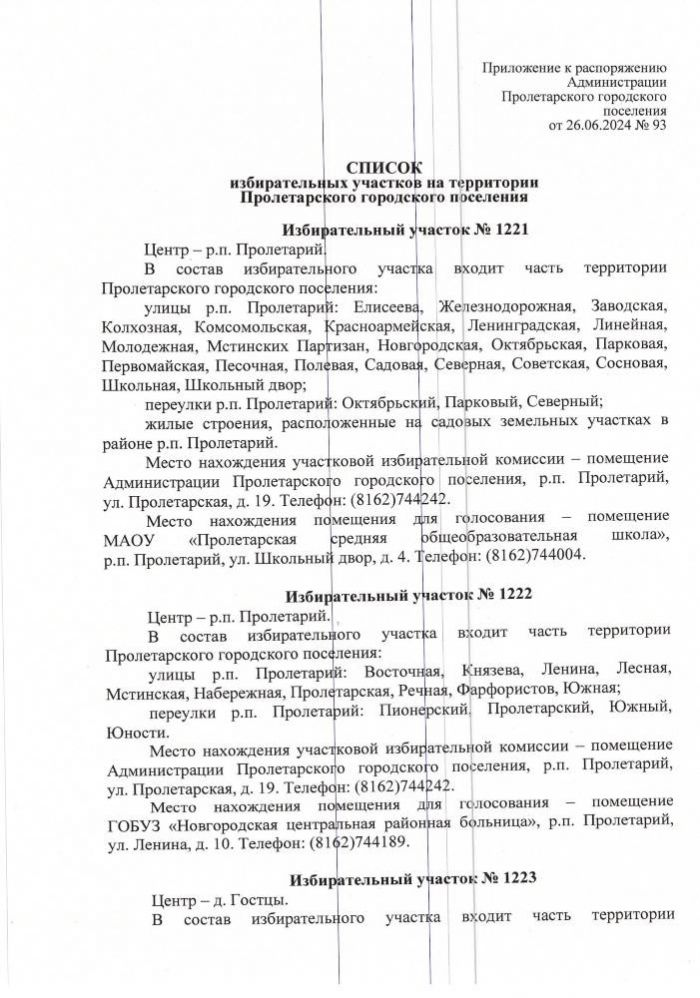 Приложение к распоряжению
Администрации
Пролетарского городского
поселения
от 26.06.2024 № 93
СПИСОК
избирательных участков на территории
Пролетарского городского поселения
Избирательный участок № 1221
Центр – р.п. Пролетарий.
В состав избирательного участка входит часть территории
Пролетарского городского поселения:
улицы р.п. Пролетарий: Елисеева, Железнодорожная, Заводская,
Колхозная, Комсомольская, Красноармейская, Ленинградская, Линейная,
Молодежная, Мстинских Партизан, Новгородская, Октябрьская, Парковая,
Первомайская, Песочная, Полевая, Садовая, Северная, Советская, Сосновая,
Школьная, Школьный двор;
переулки р.п. Пролетарий: Октябрьский, Парковый, Северный;
жилые строения, расположенные на садовых земельных участках в
районе р.п. Пролетарий.
Место нахождения участковой избирательной комиссии – помещение
Администрации Пролетарского городского поселения, р.п. Пролетарий,
ул. Пролетарская, д. 19. Телефон: (8162)744242.
Место нахождения помещения для голосования – помещение
МАОУ «Пролетарская средняя общеобразовательная школа»,
р.п. Пролетарий, ул. Школьный двор, д. 4. Телефон: (8162)744004.
Избирательный участок № 1222
Центр – р.п. Пролетарий.
В состав избирательного участка входит часть территории
Пролетарского городского поселения:
улицы р.п. Пролетарий: Восточная, Князева, Ленина, Лесная,
Мстинская, Набережная, Пролетарская, Речная, Фарфористов, Южная;
переулки р.п. Пролетарий: Пионерский, Пролетарский, Южный,
Юности.
Место нахождения участковой избирательной комиссии – помещение
Администрации Пролетарского городского поселения, р.п. Пролетарий,
ул. Пролетарская, д. 19. Телефон: (8162)744242.
Место нахождения помещения для голосования – помещение
ГОБУЗ «Новгородская центральная районная больница», р.п. Пролетарий,
ул. Ленина, д. 10. Телефон: (8162)744189.
Избирательный участок № 1223
Центр – д. Гостцы.
В состав избирательного участка входит часть территории